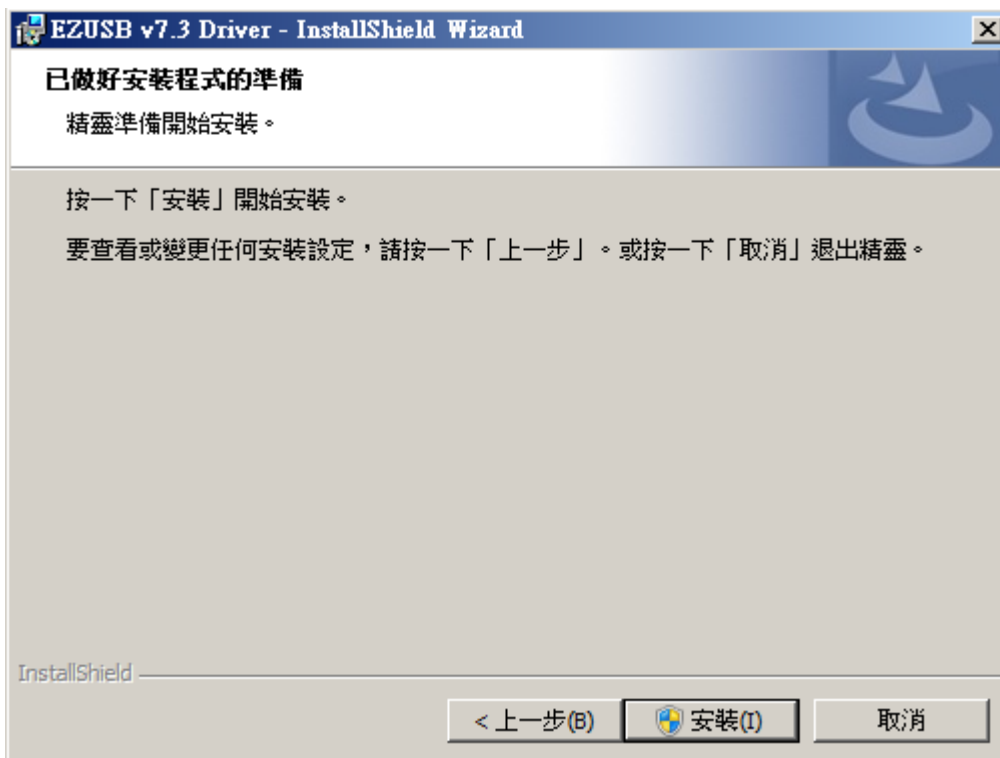 EZUSB v7.3 Driver - InstallShield Wizard
已做好安裝程式的準備
精靈準備開始安裝。
按一下「安裝」開始安裝。
要查看或變更任何安裝設定，請按一下「上一步」。或按一下「取消」退出精靈。
InstallShield
< 上一步(B)
安裝(I)
取消